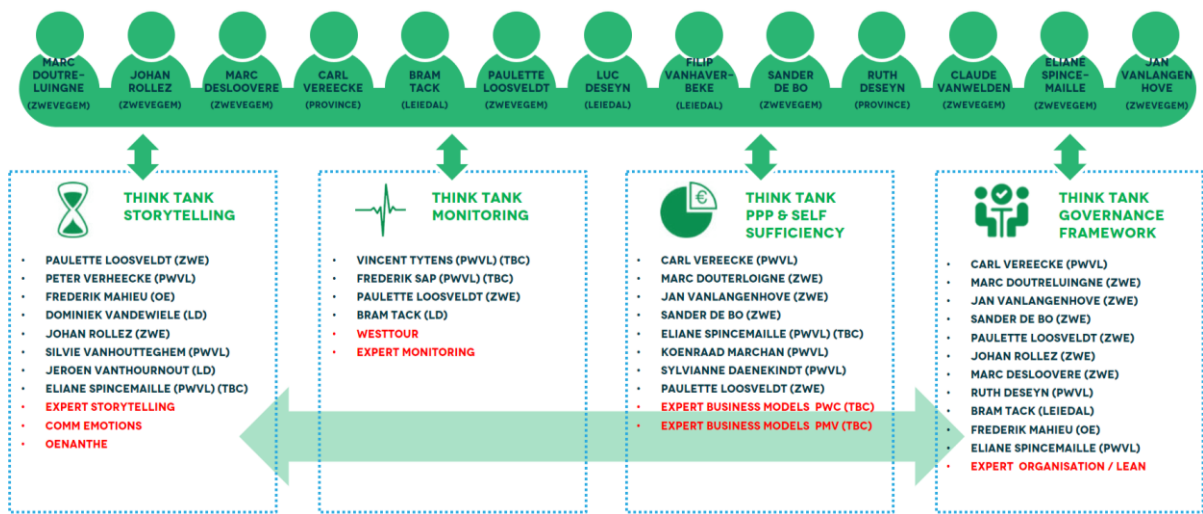 MARC
DOUTRE-
LUINGNE
(ZWEVEGEM)
JOHAN
ROLLEZ
(ZWEVEGEM)
MARC
DESLOOVERE
(ZWEVEGEM)
CARL
VEREECKE
(PROVINCE)
BRAM
TACK
(LEIEDAL)
PAULETTE
LOOSVELDT
(ZWEVEGEM)
LUC
DESEYN
(LEIEDAL)
FILIP
VANHAVER-
BEKE
(LEIEDAL)
SANDER
DE BO
(ZWEVEGEM)
RUTH
DESEYN
(PROVINCE)
CLAUDE
VANWELDEN
(ZWEVEGEM)
ELIANE
SPINCE-
MAILLE
(ZWEVEGEM)
JAN
VANLANGEN
HOVE
(ZWEVEGEM)
THINK TANK
STORYTELLING
• PAULETTE LOOSVELDT (ZWE)
• PETER VERHEECKE (PWVL)
• FREDERIK MAHIEU (OE)
• DOMINIEK VANDEWIELE (LD)
• JOHAN ROLLEZ (ZWE)
• SILVIE VANHOUTTEGHEM (PWVL)
• JEROEN VANTHOURNOUT (LD)
• ELIANE SPINCEMAILLE (PWVL) (TBC)
• EXPERT STORYTELLING
• COMM EMOTIONS
• OENANTHE
THINK TANK
MONITORING
• VINCENT TYTENS (PWVL) (TBC)
• FREDERIK SAP (PWVL) (TBC)
• PAULETTE LOOSVELDT (ZWE)
• BRAM TACK (LD)
• WESTTOUR
• EXPERT MONITORING
€
THINK TANK
PPP & SELF
SUFFICIENCY
• CARL VEREECKE (PWVL)
• MARC DOUTERLOIGNE (ZWE)
• JAN VANLANGENHOVE (ZWE)
• SANDER DE BO (ZWE)
• ELIANE SPINCEMAILLE (PWVL) (TBC)
• KOENRAAD MARCHAN (PWVL)
• SYLVIANNE DAENEKINDT (PWVL)
• PAULETTE LOOSVELDT (ZWE)
• EXPERT BUSINESS MODELS PWC (TBC)
• EXPERT BUSINESS MODELS PMV (TBC)
THINK TANK
GOVERNANCE
FRAMEWORK
• CARL VEREECKE (PWVL)
• MARC DOUTRELUINGNE (ZWE)
• JAN VANLANGENHOVE (ZWE)
• SANDER DE BO (ZWE)
• PAULETTE LOOSVELDT (ZWE)
• JOHAN ROLLEZ (ZWE)
• MARC DESLOOVERE (ZWE)
• RUTH DESEYN (PWVL)
• BRAM TACK (LEIEDAL)
• FREDERIK MAHIEU (OE)
• ELIANE SPINCEMAILLE (PWVL)
• EXPERT ORGANISATION / LEAN